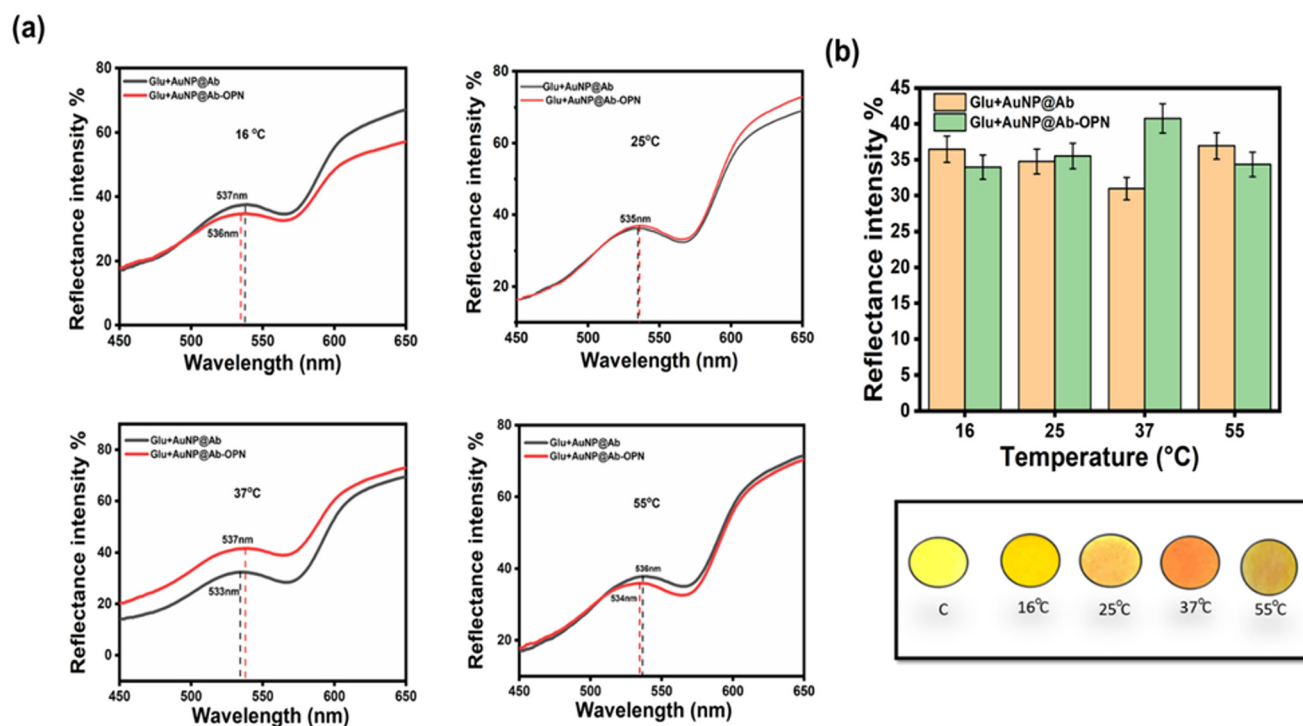 (a)
80
60
40
20
0
Reflectance intensity %
Glu+AuNP@Ab
Glu+AuNP@Ab-OPN
16 °C
537nm
536nm
450 500 550 600 650
Wavelength (nm)
80
60
40
20
Reflectance intensity %
Glu+AuNP@Ab
Glu+AuNP@Ab-OPN
25°C
535nm
450 500 550 600 650
Wavelength (nm)
80
60
40
20
0
Reflectance intensity %
Glu+AuNP@Ab
Glu+AuNP@Ab-OPN
37°C
537nm
533nm
450 500 550 600 650
Wavelength (nm)
80
60
40
20
Reflectance intensity %
Glu+AuNP@Ab
Glu+AuNP@Ab-OPN
55°C
536nm
534nm
450 500 550 600 650
Wavelength (nm)
(b)
45
40
35
30
25
20
15
10
5
0
Reflectance intensity %
Glu+AuNP@Ab
Glu+AuNP@Ab-OPN
16 25 37 55
Temperature (°C)
C 16°C 25°C 37°C 55°C